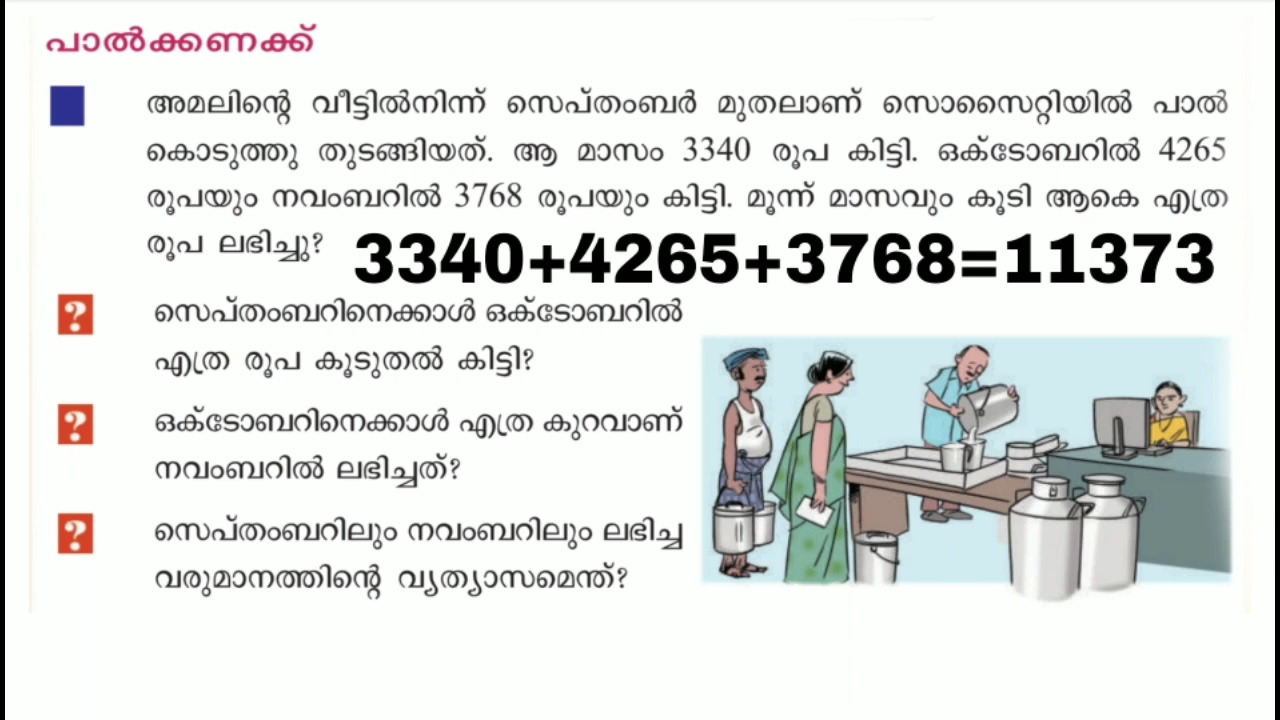 പാൽക്കണക്ക്
അമലിന്റെ വീട്ടിൽനിന്ന് സെപ്തംബർ മുതലാണ് സൊസൈറ്റിയിൽ പാൽ
കൊടുത്തു തുടങ്ങിയത്. ആ മാസം 3340 രൂപ കിട്ടി. ഒക്ടോബറിൽ 4265
രൂപയും നവംബറിൽ 3768 രൂപയും കിട്ടി. മൂന്ന് മാസവും കൂടി ആകെ എത്ര
രൂപ ലഭിച്ചു? 3340+4265+3768=11373
? സെപ്തംബറിനെക്കാൾ ഒക്ടോബറിൽ
എത്ര രൂപ കൂടുതൽ കിട്ടി?
? ഒക്ടോബറിനെക്കാൾ എത്ര കുറവാണ്
നവംബറിൽ ലഭിച്ചത്?
? സെപ്തംബറിലും നവംബറിലും ലഭിച്ച
വരുമാനത്തിന്റെ വ്യത്യാസമെന്ത്?